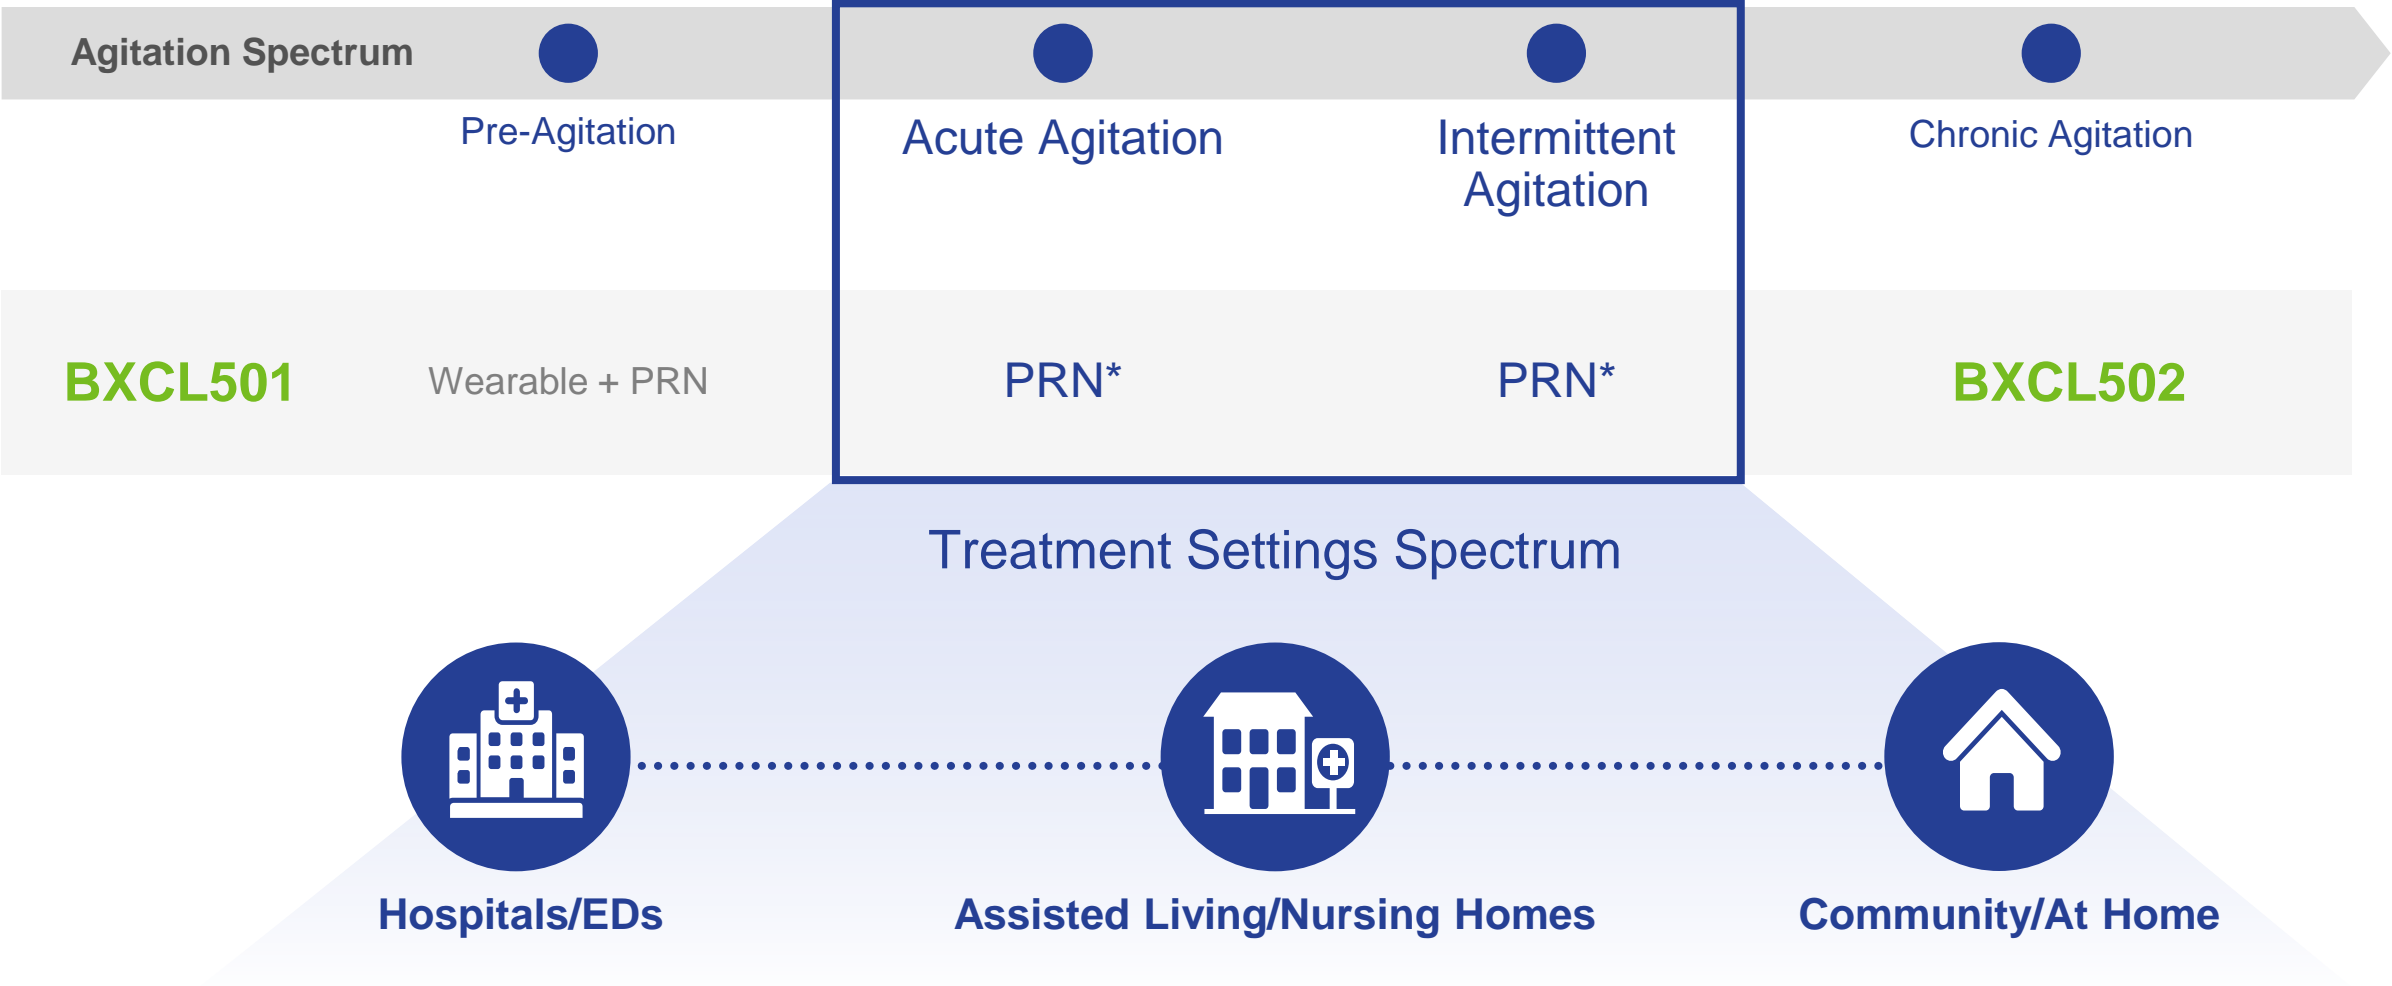 Agitation Spectrum
Pre-Agitation
Acute Agitation
Intermittent
Agitation
Chronic Agitation
BXCL501
Wearable + PRN
PRN*
PRN*
BXCL502
Treatment Settings Spectrum
Hospitals/EDs
Assisted Living/Nursing Homes
Community/At Home